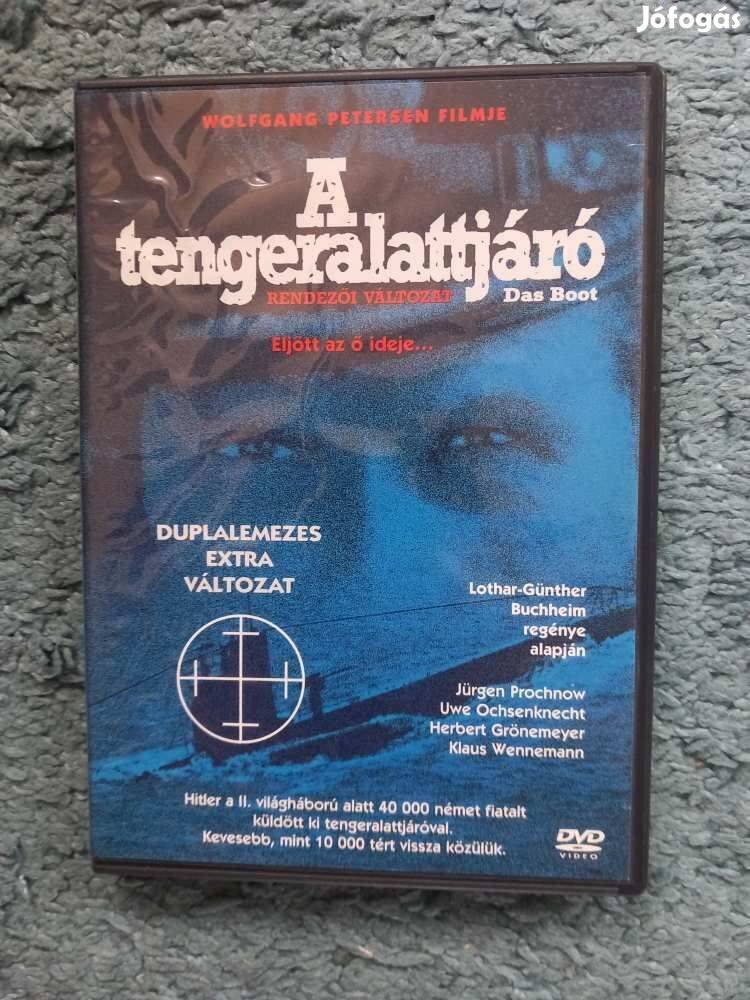 Jófogás
WOLFGANG PETERSEN FILMJE
A
tengeralattjáró
RENDEZŐI VÁLTOZAT
Das Boot
Eljött az ő ideje...
DUPLALEMEZES
EXTRA
VÁLTOZAT
Lothar-Günther
Buchheim
regénye
alapján
Jürgen Prochnow
Uwe Ochsenknecht
Herbert Grönemeyer
Klaus Wennemann
Hitler a II. világháború alatt 40 000 német fiatalt
küldött ki tengeralattjáróval.
Kevesebb, mint 10 000 tért vissza közülük.
DVD
VIDEO